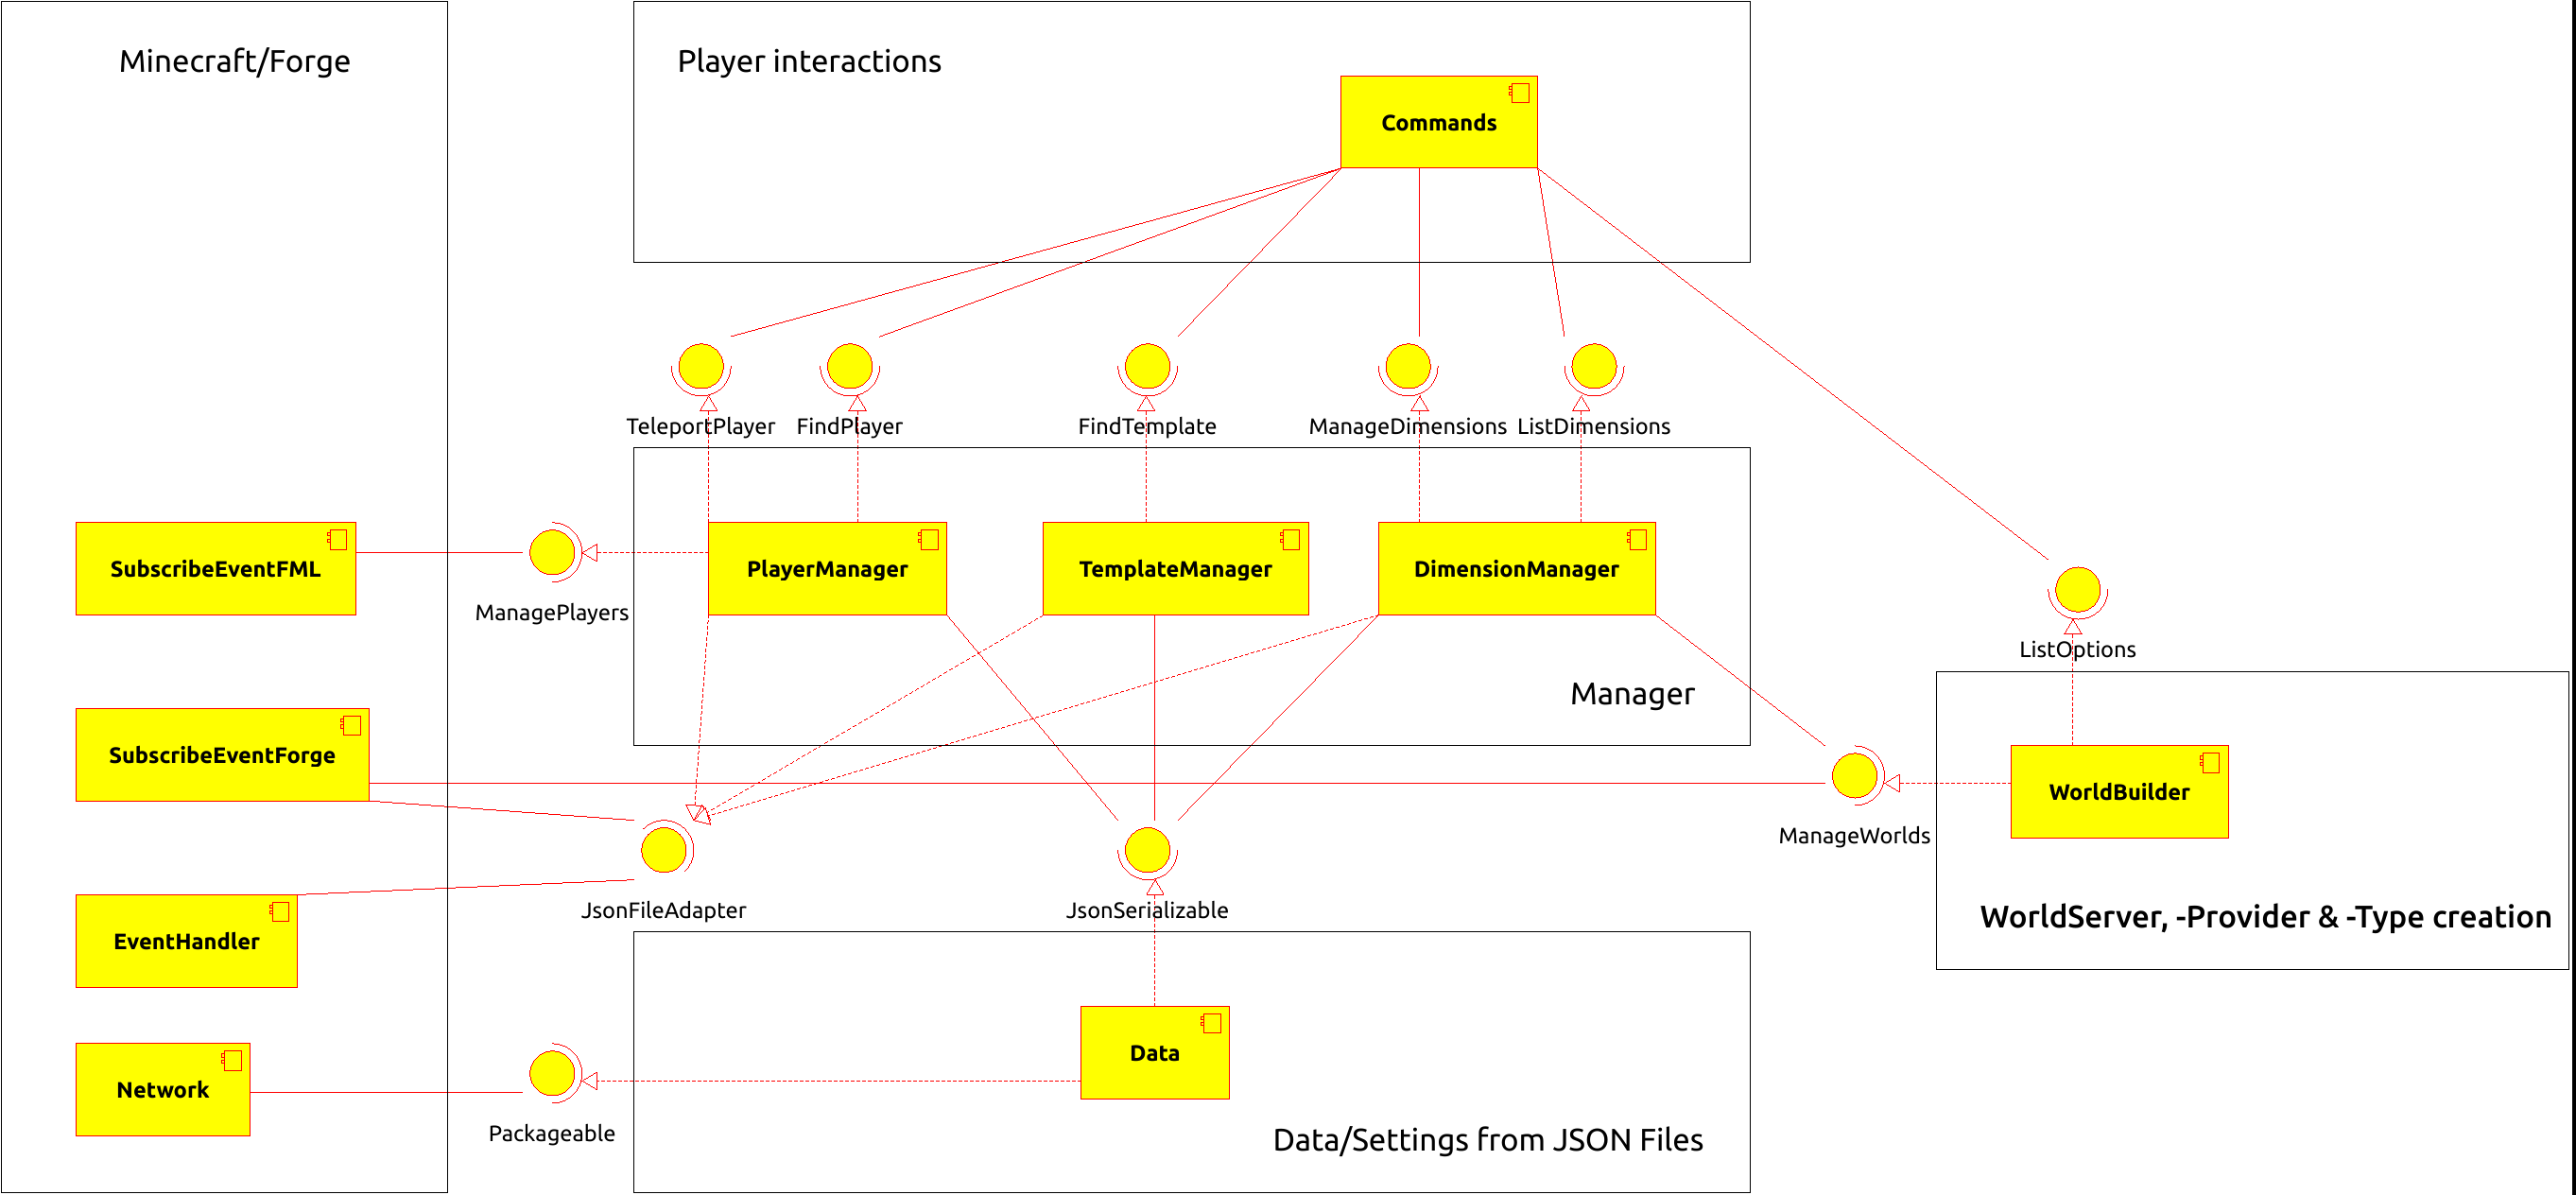 Minecraft/Forge
Player interactions
Commands
TeleportPlayer
FindPlayer
FindTemplate
ManageDimensions
ListDimensions
SubscribeEventFML
ManagePlayers
PlayerManager
TemplateManager
DimensionManager
ListOptions
Manager
SubscribeEventForge
WorldBuilder
ManageWorlds
JsonFileAdapter
JsonSerializable
WorldServer, -Provider & -Type creation
EventHandler
Data
Network
Packageable
Data/Settings from JSON Files